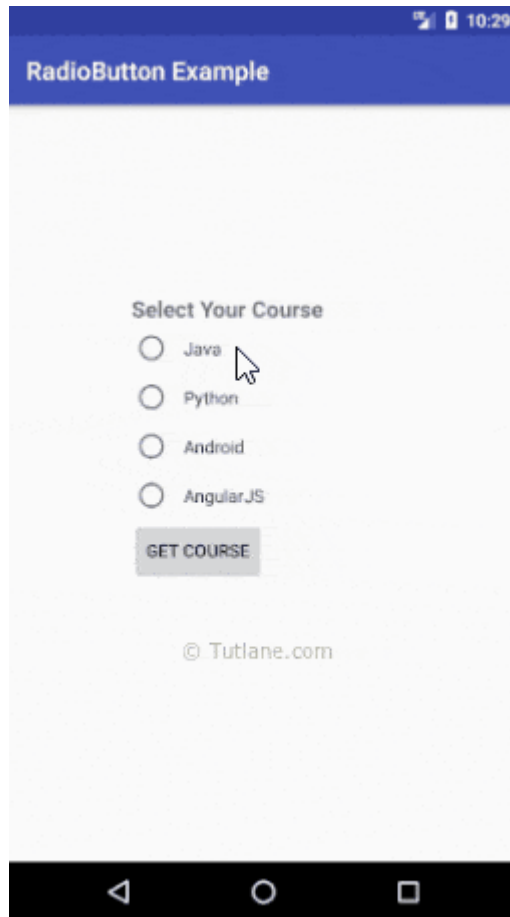 10:29
RadioButton Example
Select Your Course
Java
Python
Android
AngularJS
GET COURSE
© Tutlane.com